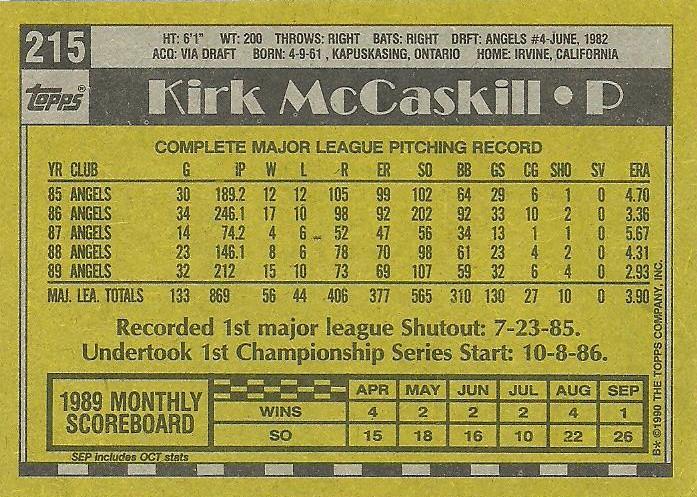 215
HT: 6'1" WT: 200 THROWS: RIGHT BATS: RIGHT DRFT: ANGELS #4-JUNE, 1982
ACQ: VIA DRAFT BORN: 4-9-61 , KAPUSKASING, ONTARIO HOME: IRVINE, CALIFORNIA
TOPPS®
Kirk McCaskill • P
COMPLETE MAJOR LEAGUE PITCHING RECORD
YR CLUB G IP W L R ER SO BB GS CG SHO SV ERA
85 ANGELS 30 189.2 12 12 105 99 102 64 29 6 1 0 4.70
86 ANGELS 34 246.1 17 10 98 92 202 92 33 10 2 0 3.36
87 ANGELS 14 74.2 4 6 52 47 56 34 13 1 1 0 5.67
88 ANGELS 23 146.1 8 6 78 70 98 61 23 4 2 0 4.31
89 ANGELS 32 212 15 10 73 69 107 59 32 6 4 0 2.93
MAJ. LEA. TOTALS 133 869 56 44 406 377 565 310 130 27 10 0 3.90
Recorded 1st major league Shutout: 7-23-85.
Undertook 1st Championship Series Start: 10-8-86.
1989 MONTHLY
SCOREBOARD
APR MAY JUN JUL AUG SEP
WINS 4 2 2 2 4 1
SO 15 18 16 10 22 26
SEP includes OCT stats
B* ©1990 THE TOPPS COMPANY, INC.